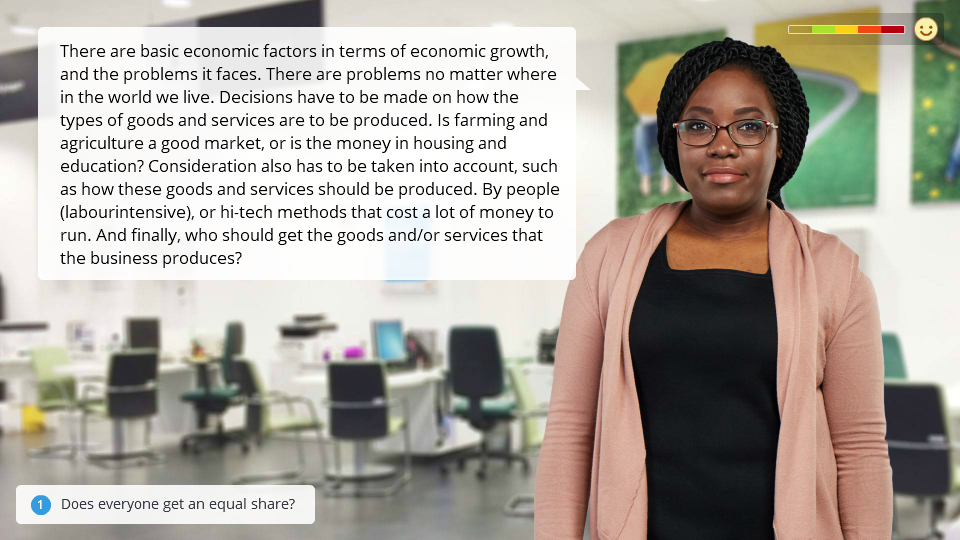 There are basic economic factors in terms of economic growth,
and the problems it faces. There are problems no matter where
in the world we live. Decisions have to be made on how the
types of goods and services are to be produced. Is farming and
agriculture a good market, or is the money in housing and
education? Consideration also has to be taken into account, such
as how these goods and services should be produced. By people
(labourintensive), or hi-tech methods that cost a lot of money to
run. And finally, who should get the goods and/or services that
the business produces?
1 Does everyone get an equal share?